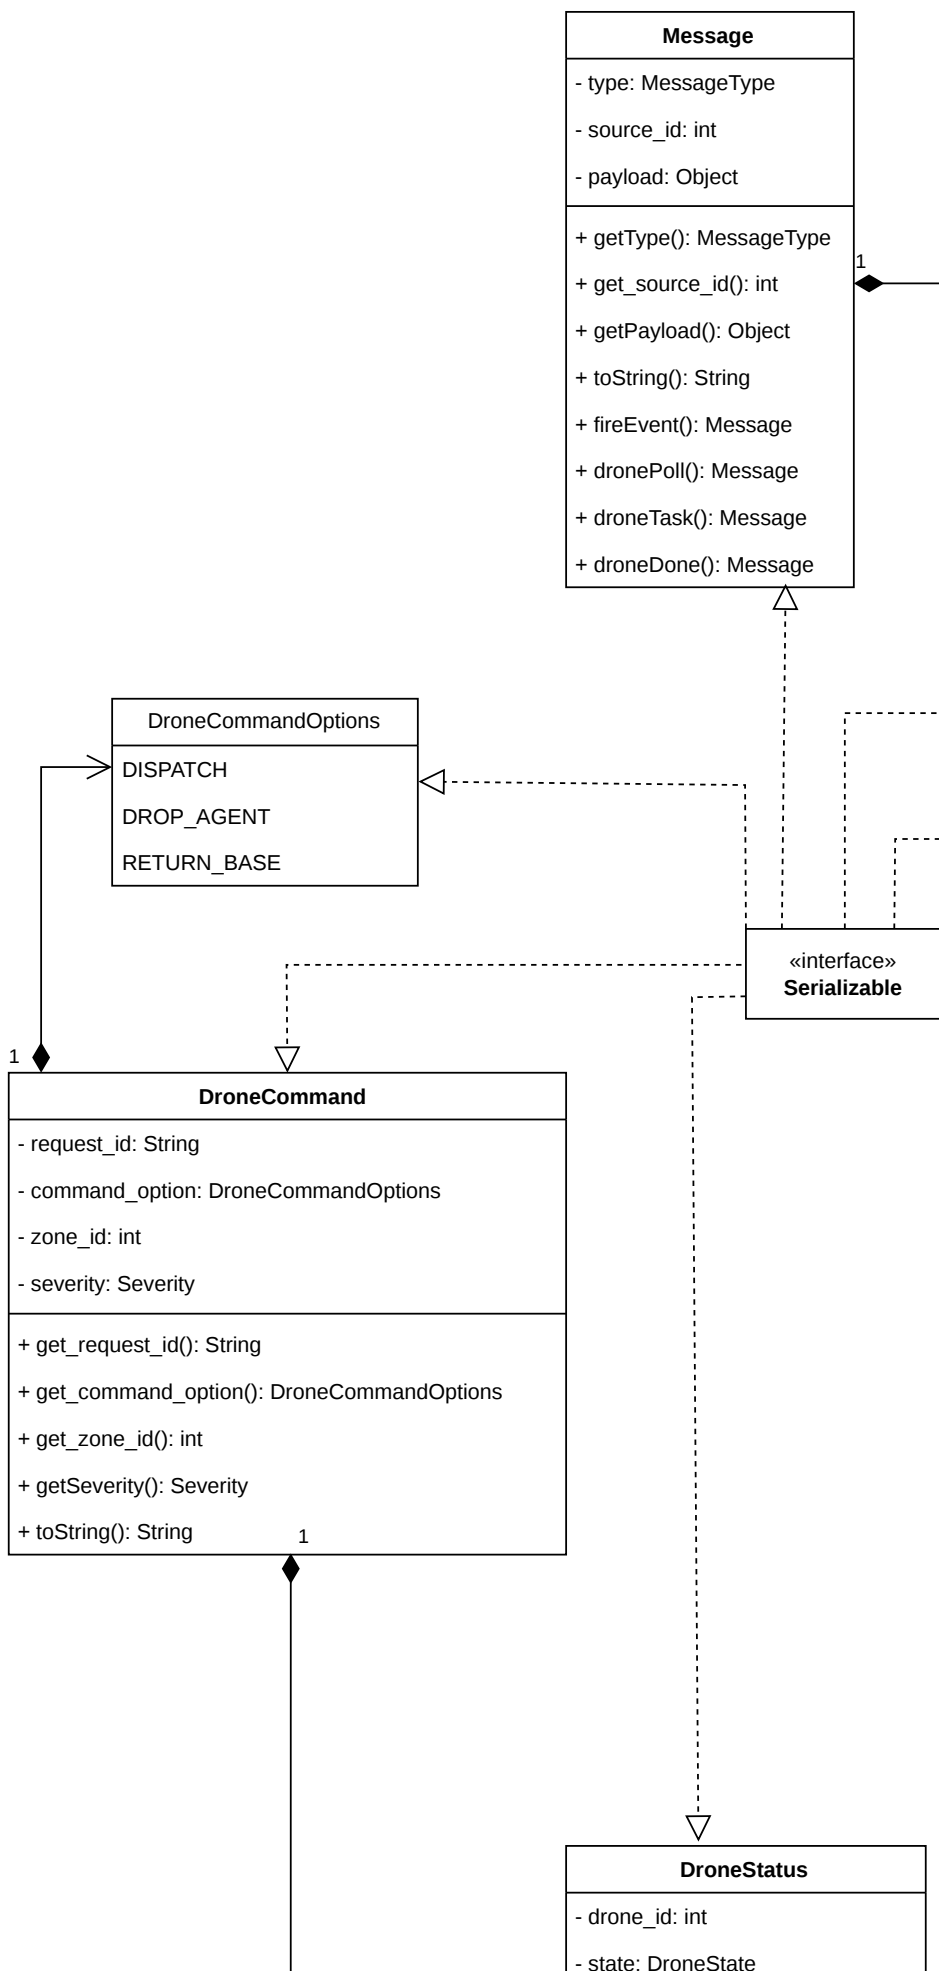 Message
- type: MessageType
- source_id: int
- payload: Object
+ getType(): MessageType
+ get_source_id(): int
+ getPayload(): Object
+ toString(): String
+ fireEvent(): Message
+ dronePoll(): Message
+ droneTask(): Message
+ droneDone(): Message
1
DroneCommandOptions
DISPATCH
DROP_AGENT
RETURN_BASE
«interface»
Serializable
1
DroneCommand
- request_id: String
- command_option: DroneCommandOptions
- zone_id: int
- severity: Severity
+ get_request_id(): String
+ get_command_option(): DroneCommandOptions
+ get_zone_id(): int
+ getSeverity(): Severity
+ toString(): String
1
DroneStatus
- drone_id: int
- state: DroneState